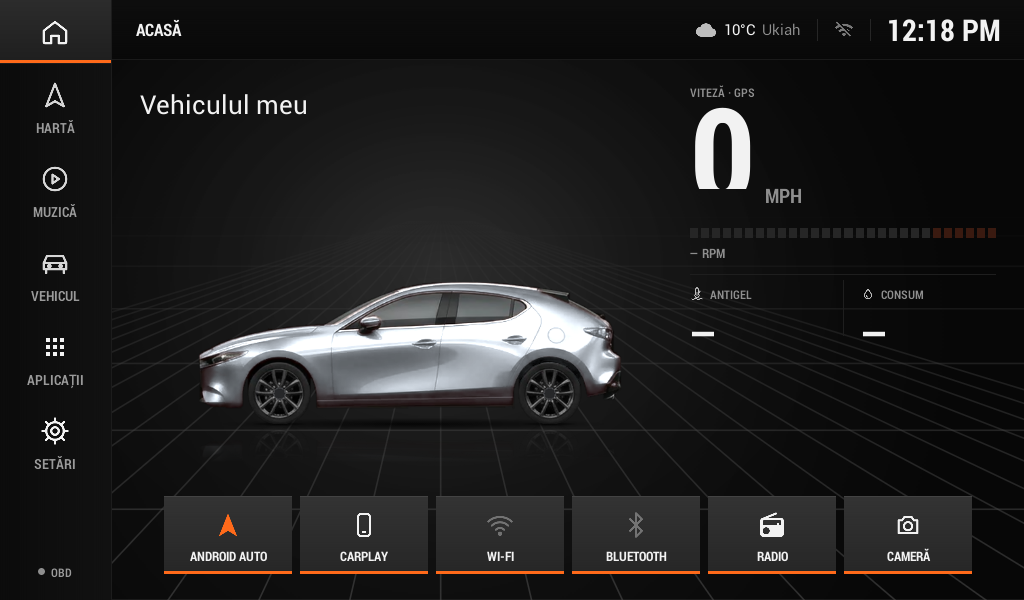 ACASĂ
10°C Ukiah
12:18 PM
HARTĂ
MUZICĂ
VEHICUL
APLICAȚII
SETĂRI
OBD
Vehiculul meu
VITEZĂ · GPS
0 MPH
– RPM
ANTIGEL
CONSUM
–
–
ANDROID AUTO
CARPLAY
WI-FI
BLUETOOTH
RADIO
CAMERĂ